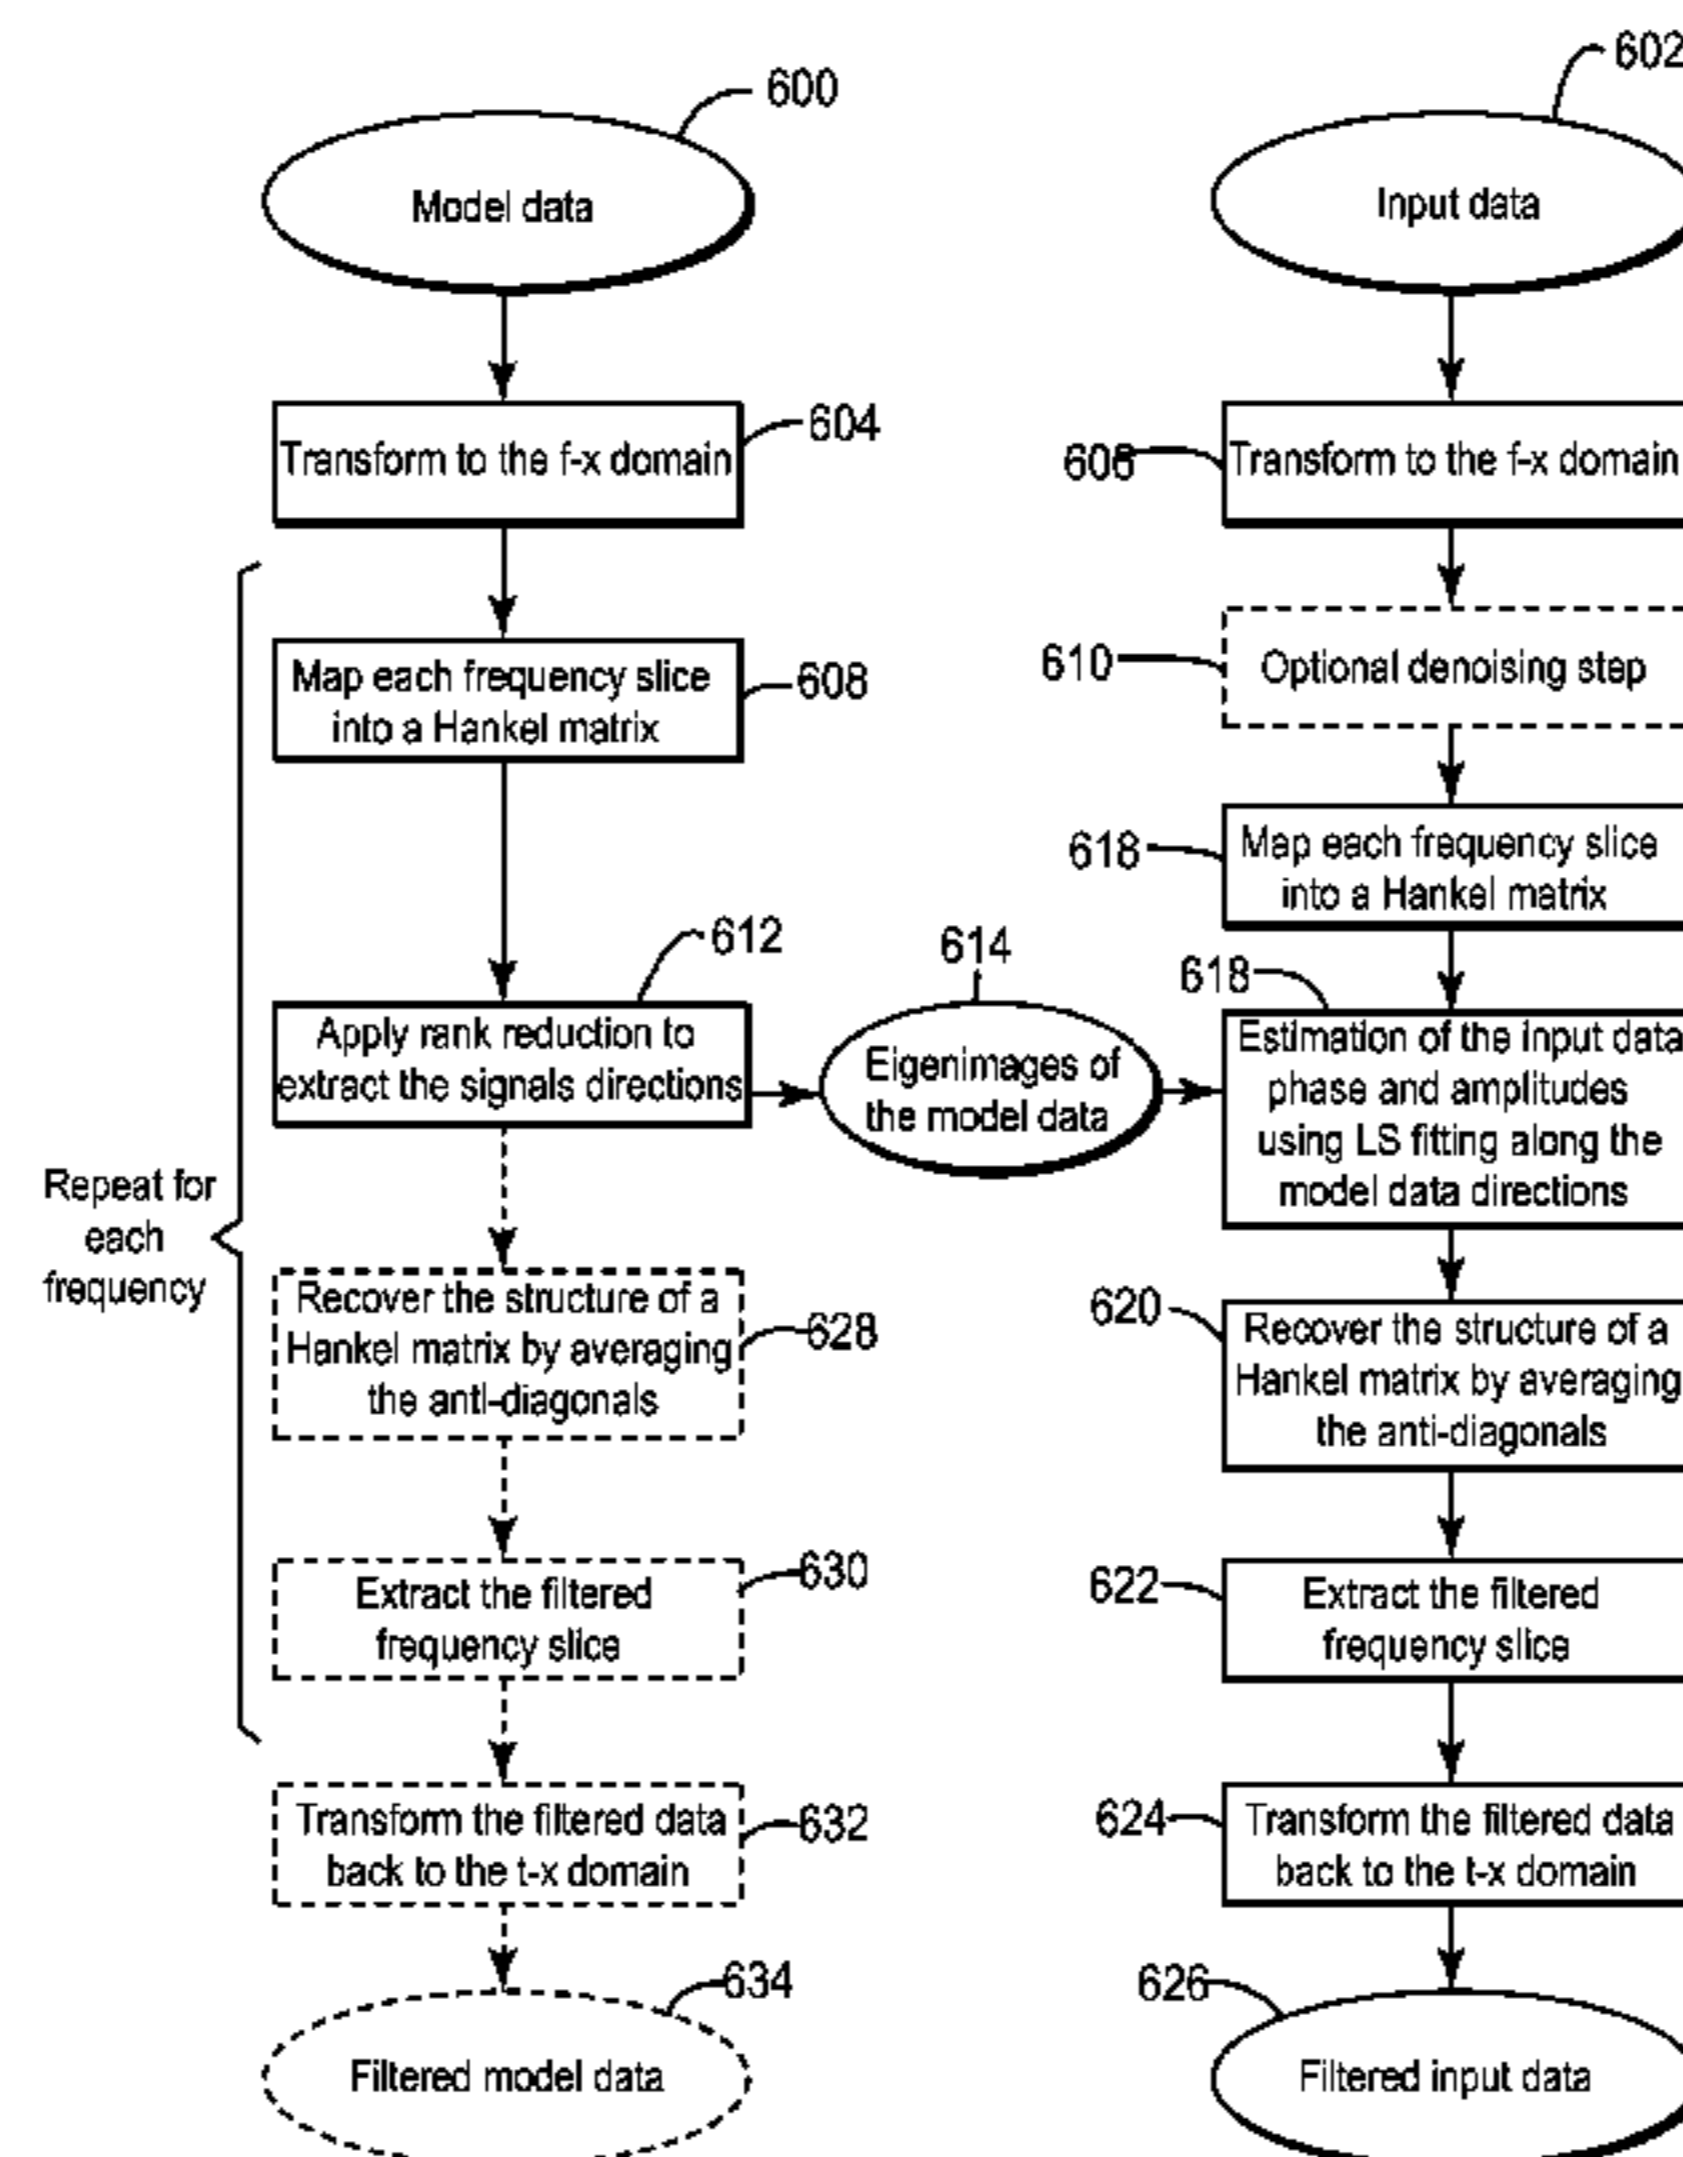 600
Model data
604
Transform to the f-x domain
608
Map each frequency slice
into a Hankel matrix
612
Apply rank reduction to
extract the signals directions
614
Eigenimages of
the model data
Repeat for
each
frequency
628
Recover the structure of a
Hankel matrix by averaging
the anti-diagonals
630
Extract the filtered
frequency slice
632
Transform the filtered data
back to the t-x domain
634
Filtered model data
602
Input data
606
Transform to the f-x domain
610
Optional denoising step
618
Map each frequency slice
into a Hankel matrix
618
Estimation of the input data
phase and amplitudes
using LS fitting along the
model data directions
620
Recover the structure of a
Hankel matrix by averaging
the anti-diagonals
622
Extract the filtered
frequency slice
624
Transform the filtered data
back to the t-x domain
626
Filtered input data